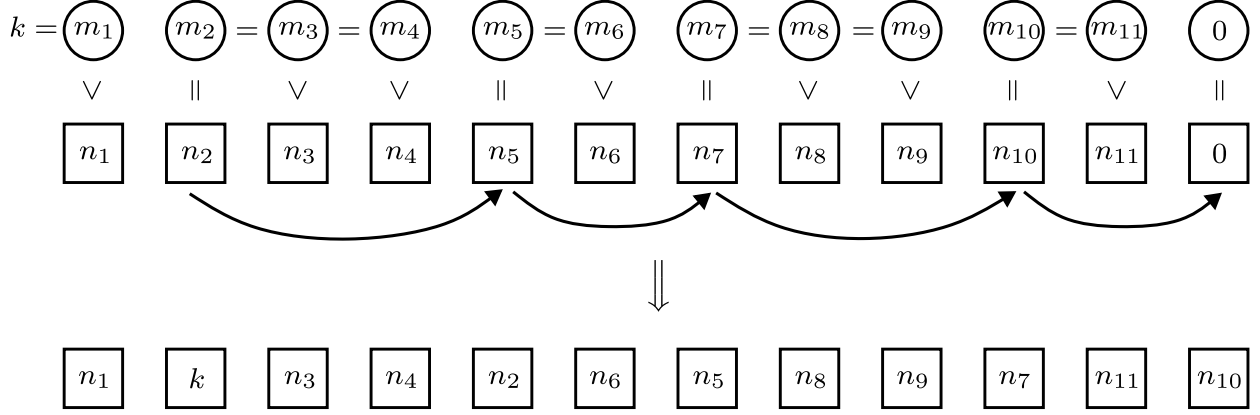 k = m₁ m₂ = m₃ = m₄ m₅ = m₆ m₇ = m₈ = m₉ m₁₀ = m₁₁ 0
∨ || ∨ ∨ || ∨ || ∨ ∨ || ∨ ||
n₁ n₂ n₃ n₄ n₅ n₆ n₇ n₈ n₉ n₁₀ n₁₁ 0
⇓
n₁ k n₃ n₄ n₂ n₆ n₅ n₈ n₉ n₇ n₁₁ n₁₀